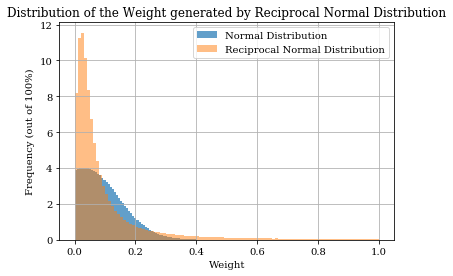 Distribution of the Weight generated by Reciprocal Normal Distribution
12
10
8
6
4
2
0
Frequency (out of 100%)
Normal Distribution
Reciprocal Normal Distribution
0.0 0.2 0.4 0.6 0.8 1.0
Weight